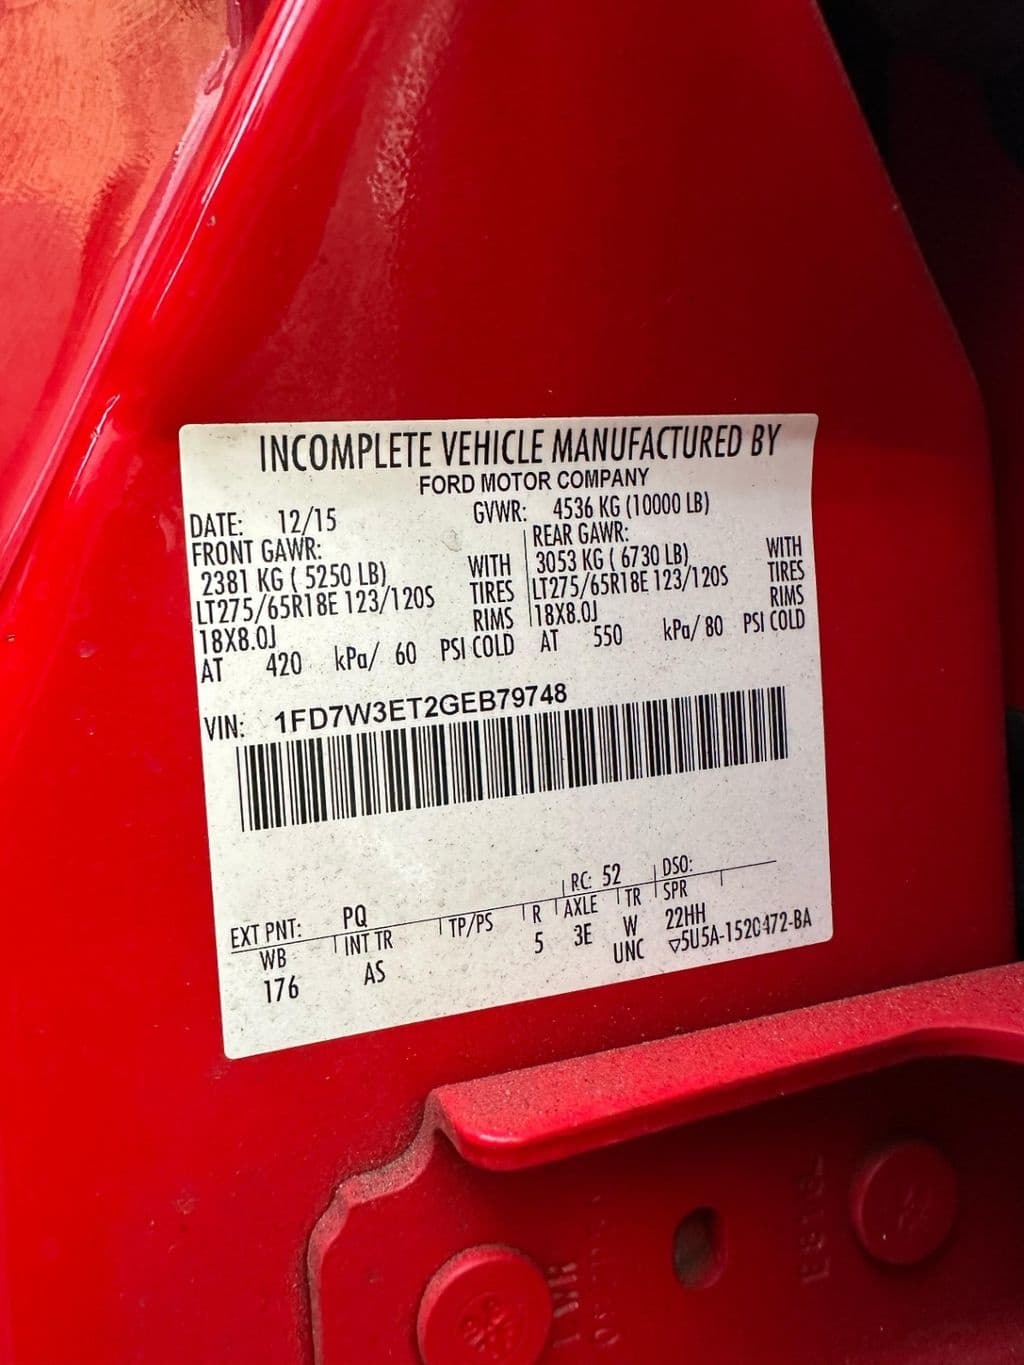 INCOMPLETE VEHICLE MANUFACTURED BY
FORD MOTOR COMPANY
DATE: 12/15 GVWR: 4536 KG (10000 LB)
FRONT GAWR: REAR GAWR:
2381 KG ( 5250 LB) WITH 3053 KG ( 6730 LB) WITH
LT275/65R18E 123/120S TIRES LT275/65R18E 123/120S TIRES
18X8.0J RIMS 18X8.0J RIMS
AT 420 kPa/ 60 PSI COLD AT 550 kPa/ 80 PSI COLD
VIN: 1FD7W3ET2GEB79748
EXT PNT: PQ RC: 52 DSO:
WB INT TR TP/PS R AXLE TR SPR
176 AS 5 3E W 22HH
UNC ▽5U5A-1520472-BA